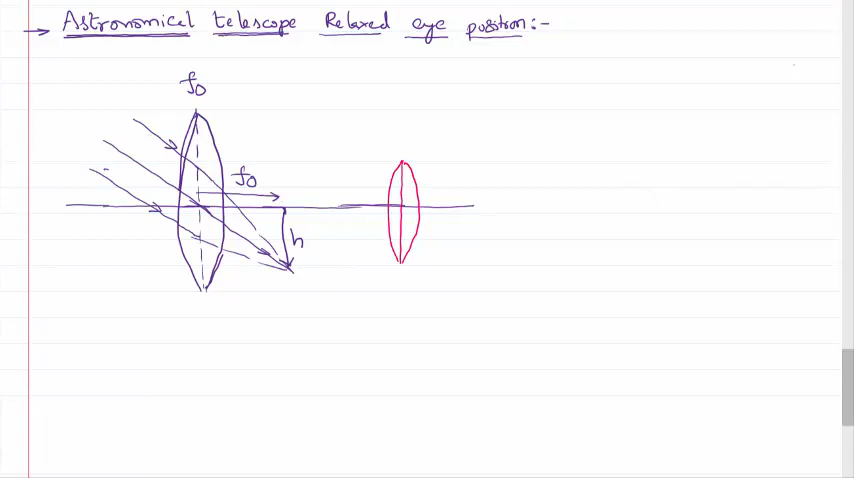 → Astronomical telescope Relaxed eye position:-
fo
fo
h